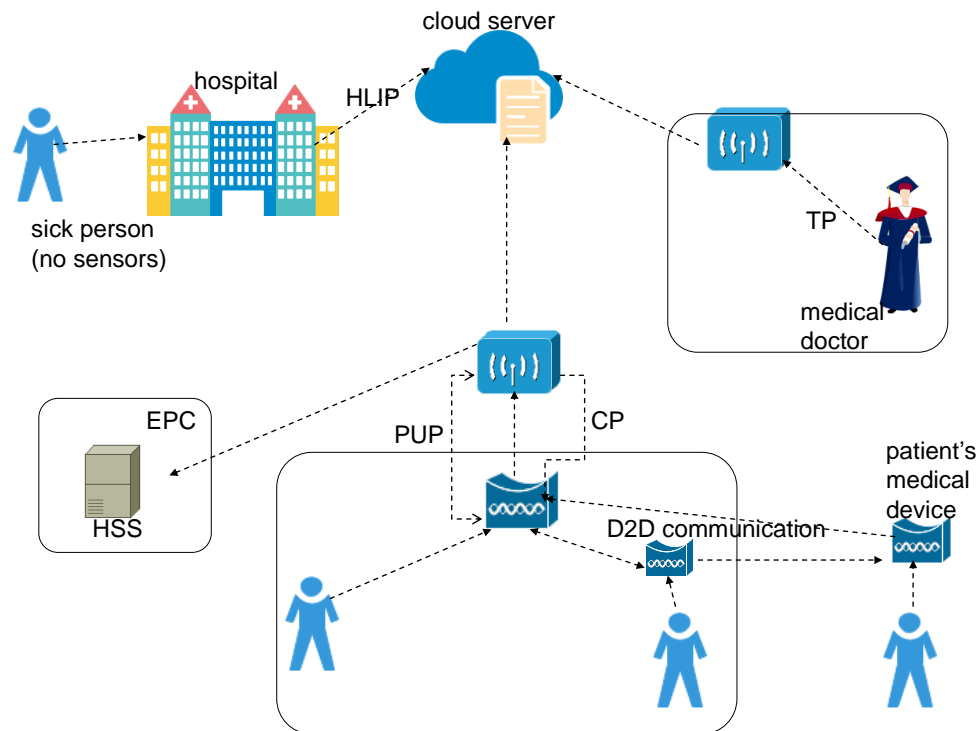 cloud server
hospital
HLIP
sick person
(no sensors)
TP
medical
doctor
EPC
HSS
PUP
CP
patient's
medical
device
D2D communication